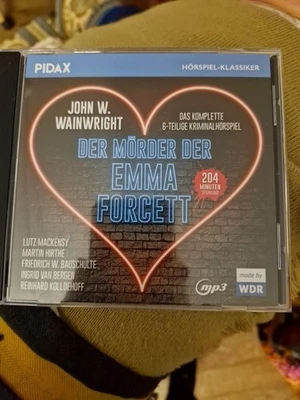 PIDAX
HÖRSPIEL-KLASSIKER
JOHN W.
WAINWRIGHT
DAS KOMPLETTE
6-TEILIGE KRIMINALHÖRSPIEL
DER MÖRDER DER
EMMA
FORCETT
204
MINUTEN
LUTZ MACKENSY
MARTIN HIRTHE
FRIEDRICH W. BAUSCHULTE
INGRID VAN BERGEN
REINHARD KOLLDEHOFF
mp3
made by
WDR